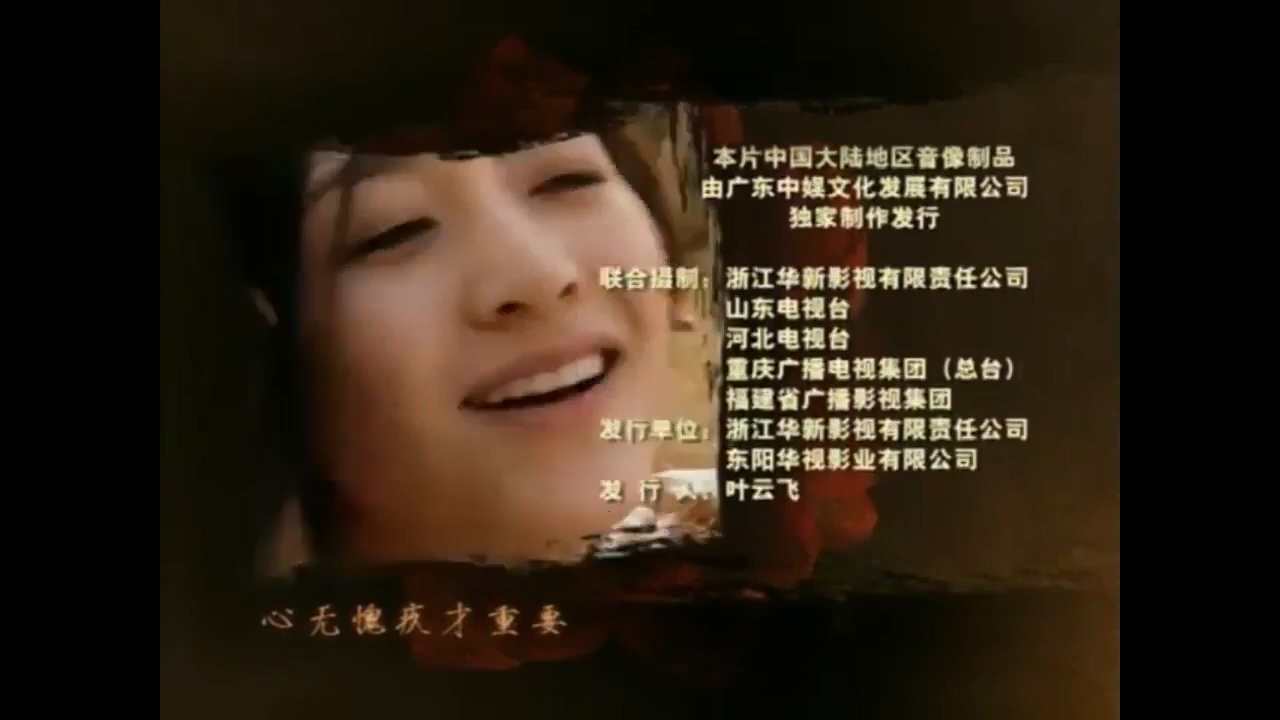 本片中国大陆地区音像制品
由广东中娱文化发展有限公司
独家制作发行
联合摄制：浙江华新影视有限责任公司
山东电视台
河北电视台
重庆广播电视集团（总台）
福建省广播影视集团
发行单位：浙江华新影视有限责任公司
东阳华视影业有限公司
发 行 人：叶云飞
心无愧疚才重要